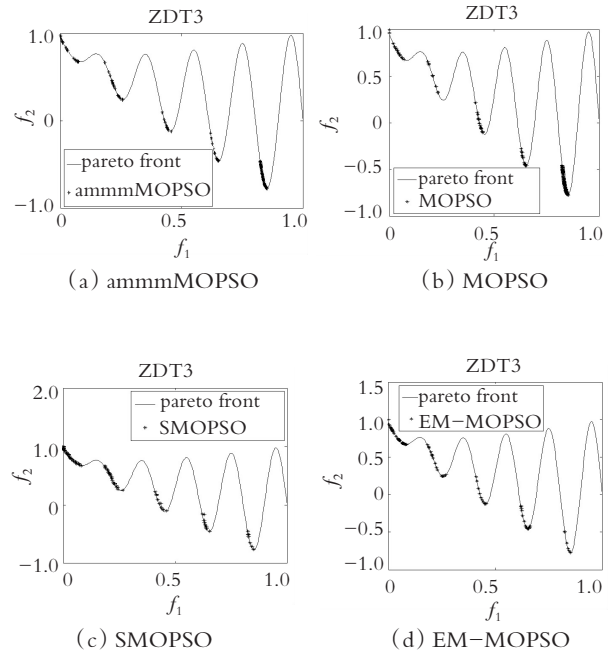 ZDT3
1.0
0
−1.0
f2
pareto front
ammmMOPSO
0
0.5
1.0
f1
(a) ammmMOPSO
ZDT3
1.0
0.5
0
−0.5
−1.0
f2
pareto front
MOPSO
0
0.5
1.0
f1
(b) MOPSO
ZDT3
2.0
1.0
0
−1.0
f2
pareto front
SMOPSO
0
0.5
1.0
f1
(c) SMOPSO
ZDT3
1.5
1.0
0.5
0
−0.5
−1.0
f2
pareto front
EM−MOPSO
0
0.5
1.0
f1
(d) EM−MOPSO